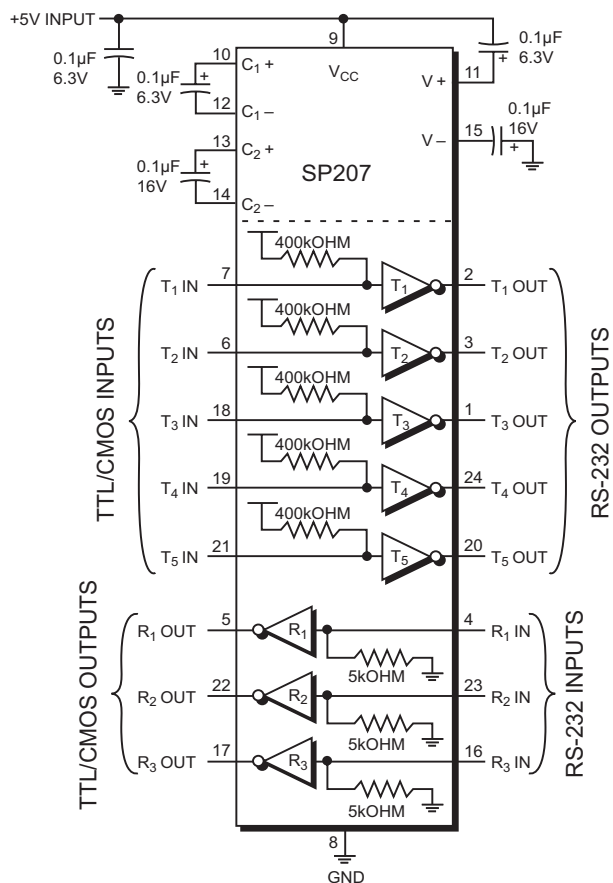 +5V INPUT
0.1µF
6.3V
10
C1 +
0.1µF
6.3V
+
12
C1 –
13
C2 +
0.1µF
16V
+
14
C2 –
9
VCC
0.1µF
6.3V
+
11
V +
15
V –
0.1µF
16V
+
SP207
400kOHM
T1 IN
7
T1
2
T1 OUT
400kOHM
T2 IN
6
T2
3
T2 OUT
400kOHM
T3 IN
18
T3
1
T3 OUT
400kOHM
T4 IN
19
T4
24
T4 OUT
400kOHM
T5 IN
21
T5
20
T5 OUT
TTL/CMOS INPUTS
RS-232 OUTPUTS
R1 OUT
5
R1
4
R1 IN
5kOHM
R2 OUT
22
R2
23
R2 IN
5kOHM
R3 OUT
17
R3
16
R3 IN
5kOHM
TTL/CMOS OUTPUTS
RS-232 INPUTS
8
GND